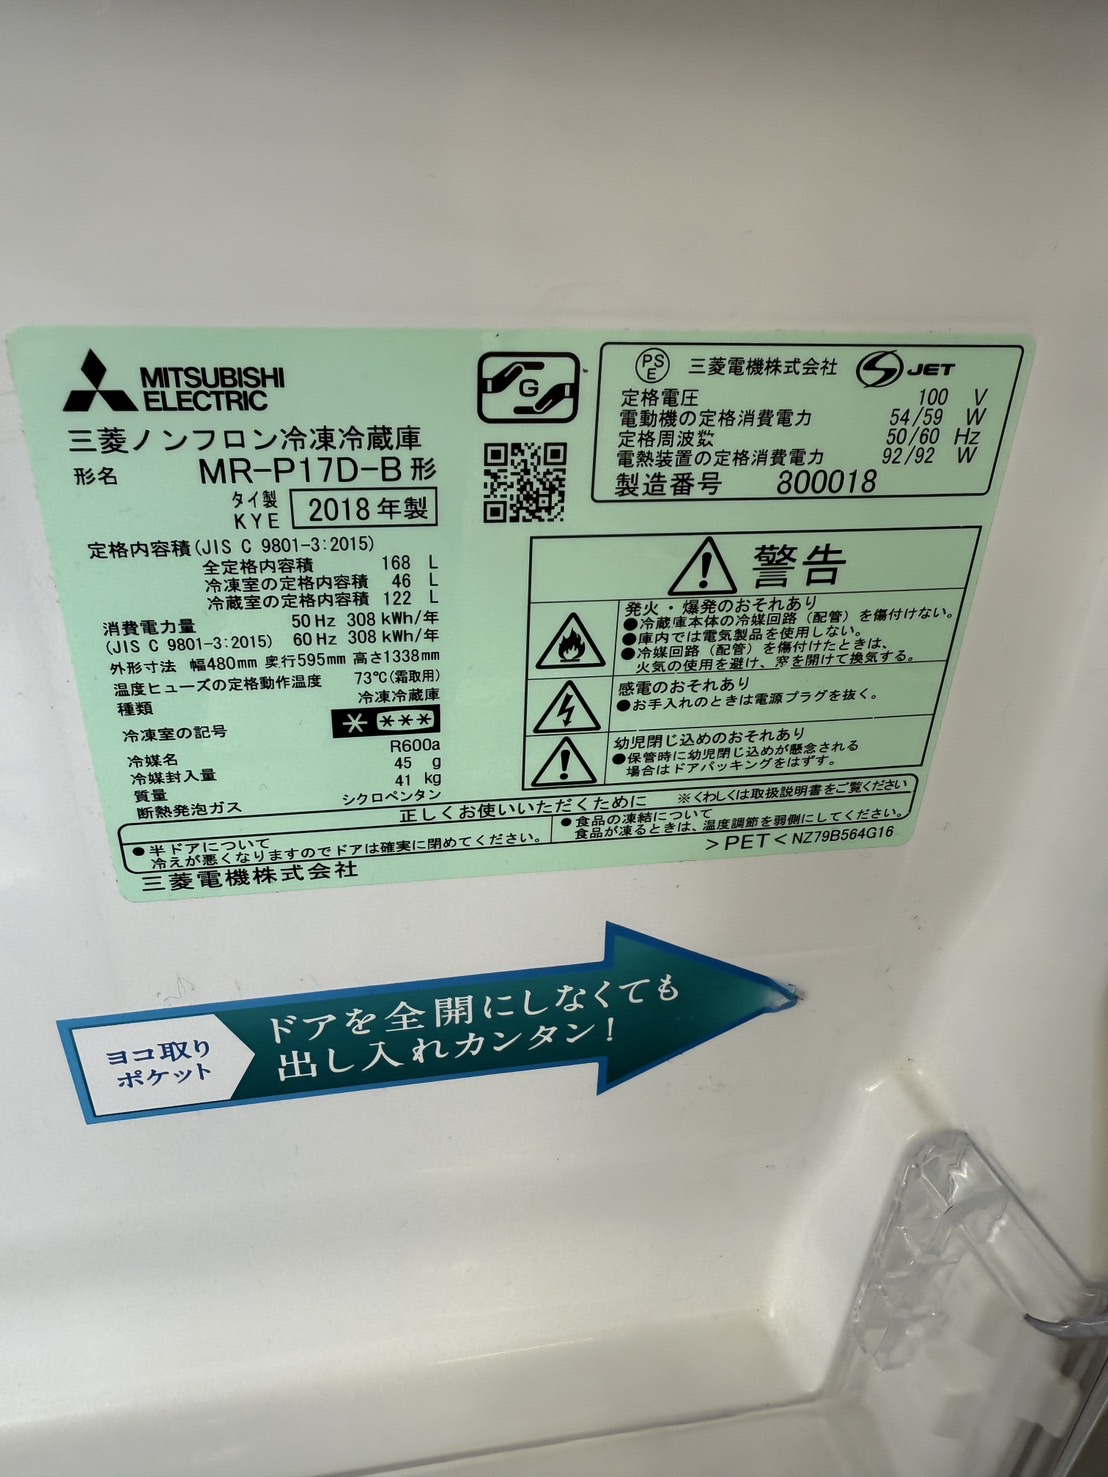 MITSUBISHI
ELECTRIC
三菱ノンフロン冷凍冷蔵庫
形名 MR-P17D-B形
タイ製
KYE 2018年製
定格内容積(JIS C 9801-3:2015)
全定格内容積 168 L
冷凍室の定格内容積 46 L
冷蔵室の定格内容積 122 L
消費電力量 50Hz 308kWh/年
(JIS C 9801-3:2015) 60Hz 308kWh/年
外形寸法 幅480mm 奥行595mm 高さ1338mm
温度ヒューズの定格動作温度 73℃(霜取用)
種類 冷凍冷蔵庫
冷凍室の記号 * ***
冷媒名 R600a
冷媒封入量 45 g
質量 41 kg
断熱発泡ガス シクロペンタン
G
PS
E
三菱電機株式会社 S JET
定格電圧 100 V
電動機の定格消費電力 54/59 W
定格周波数 50/60 Hz
電熱装置の定格消費電力 92/92 W
製造番号 800018
警告
発火・爆発のおそれあり
●冷蔵庫本体の冷媒回路(配管)を傷付けない。
●庫内では電気製品を使用しない。
●冷媒回路(配管)を傷付けたときは、
火気の使用を避け、窓を開けて換気する。
感電のおそれあり
●お手入れのときは電源プラグを抜く。
幼児閉じ込めのおそれあり
●保管時に幼児閉じ込めが懸念される
場合はドアパッキングをはずす。
正しくお使いいただくために ※くわしくは取扱説明書をご覧ください
●半ドアについて
冷えが悪くなりますのでドアは確実に閉めてください。
●食品の凍結について
食品が凍るときは、温度調節を弱側にしてください。
三菱電機株式会社
>PET< NZ79B564G16
ヨコ取り
ポケット
ドアを全開にしなくても
出し入れカンタン!